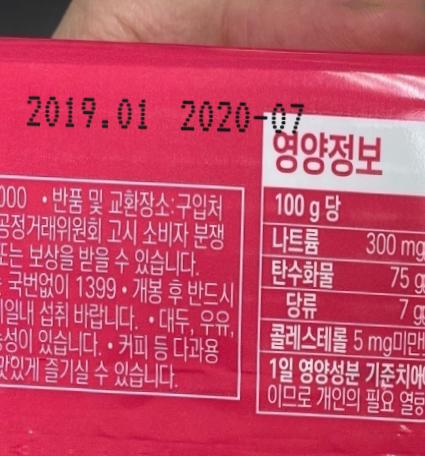 2019.01 2020-07
000 • 반품 및 교환장소:구입처
공정거래위원회 고시 소비자 분쟁
또는 보상을 받을 수 있습니다.
국번없이 1399 • 개봉 후 반드시
일내 섭취 바랍니다. • 대두, 우유,
성이 있습니다. • 커피 등 다과용
맛있게 즐기실 수 있습니다.
영양정보
100 g 당
나트륨 300 mg
탄수화물 75 g
당류 7 g
콜레스테롤 5 mg미만
1일 영양성분 기준치에
이므로 개인의 필요 열량